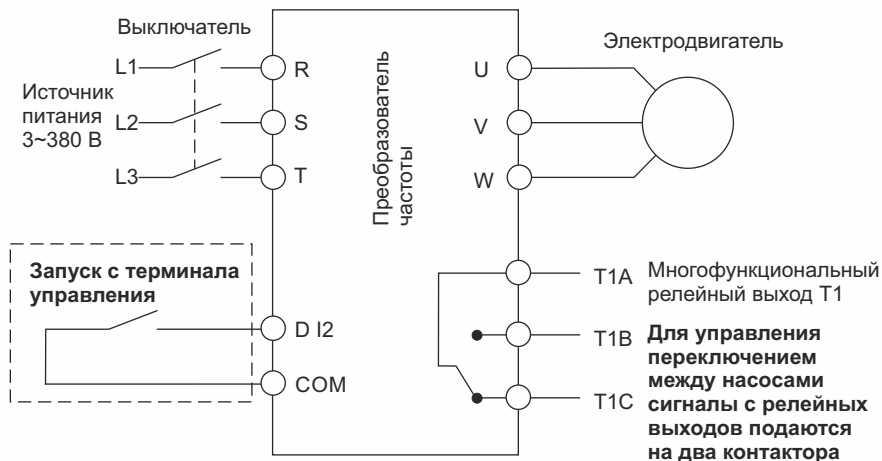 Выключатель
L1
R
Источник
питания
3~380 В
L2
S
L3
T
Преобразователь
частоты
Электродвигатель
U
V
W
Запуск с терминала
управления
D I2
COM
T1A
Многофункциональный
релейный выход T1
T1B
Для управления
переключением
между насосами
сигналы с релейных
выходов подаются
на два контактора
T1C